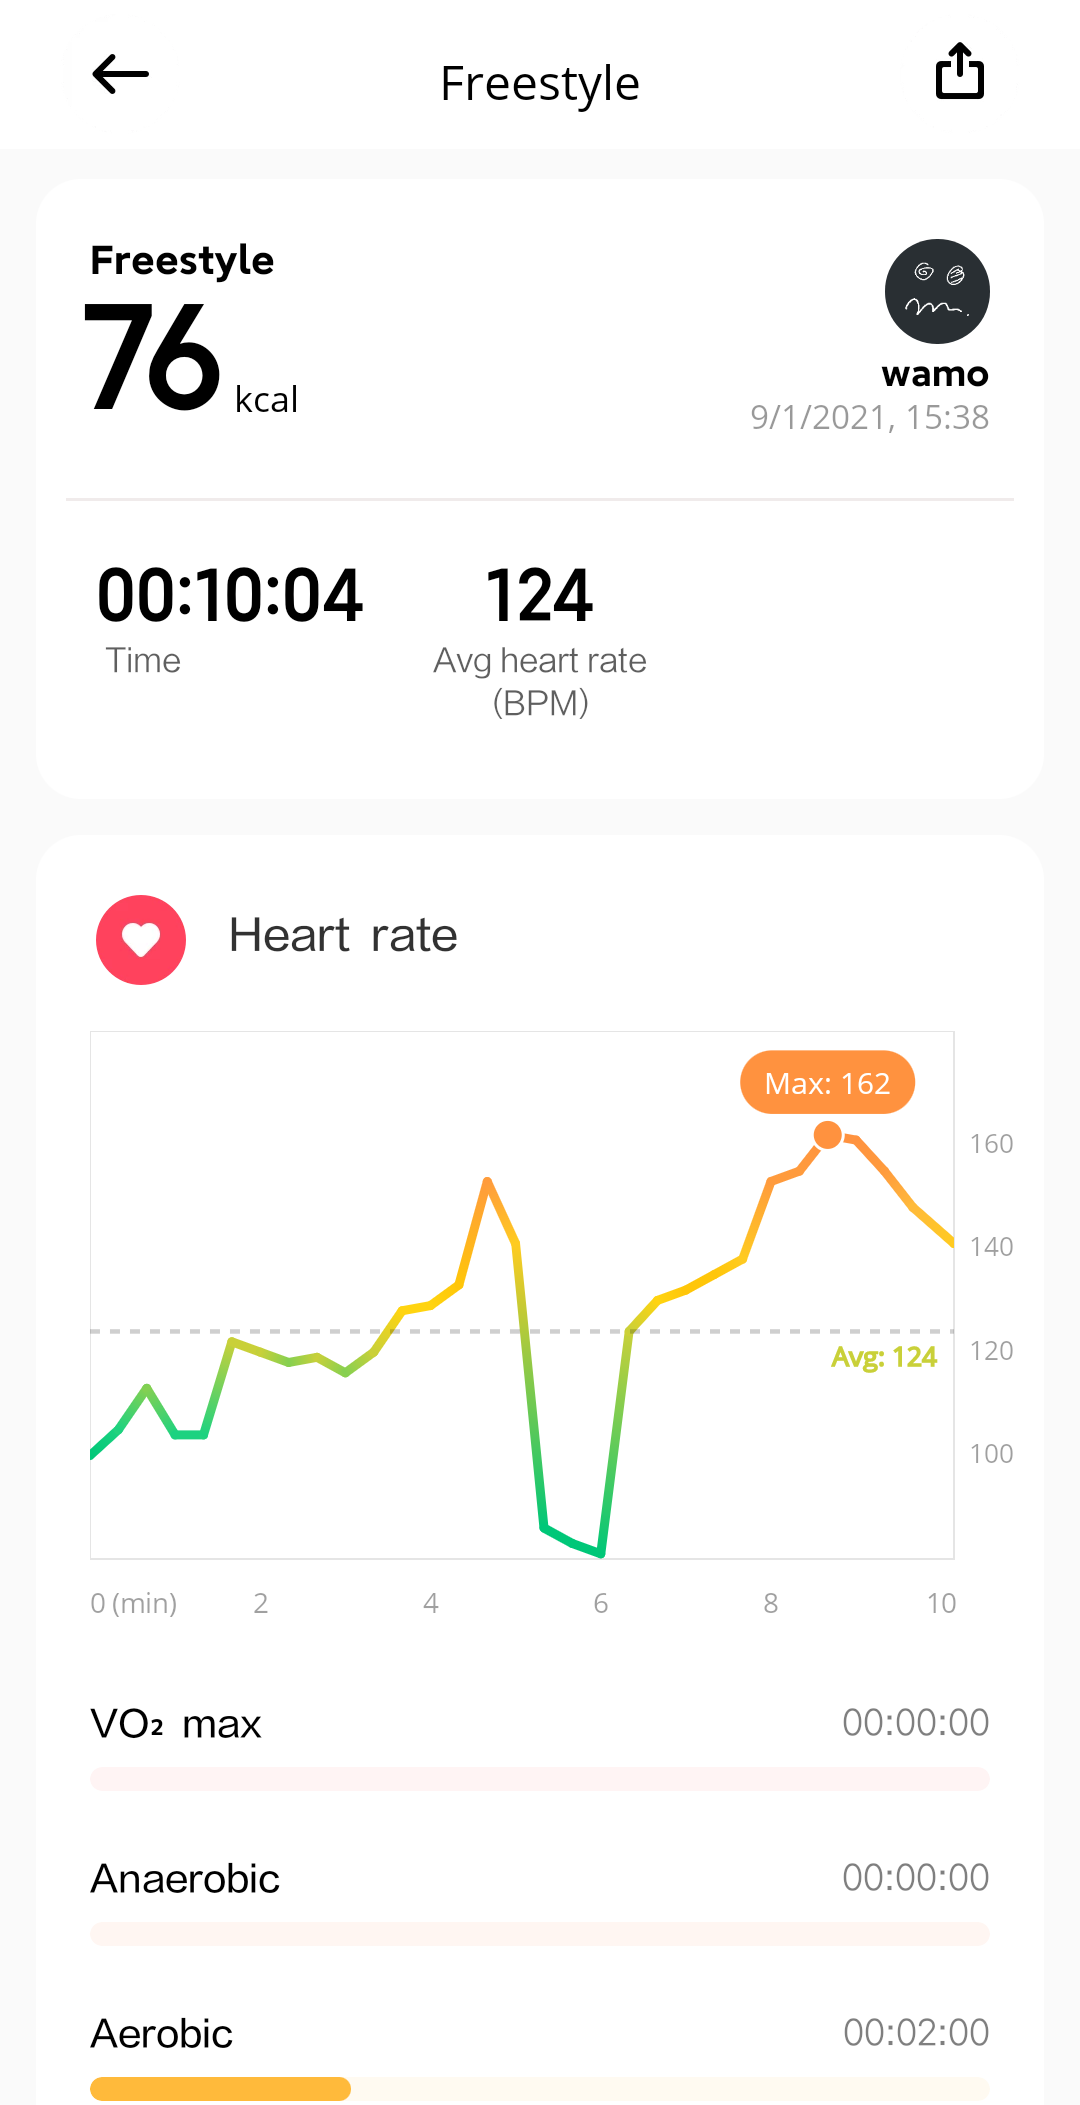 Freestyle
Freestyle
76 kcal
wamo
9/1/2021, 15:38
00:10:04
Time
124
Avg heart rate
(BPM)
Heart rate
Max: 162
160
140
120
100
Avg: 124
0 (min) 2 4 6 8 10
VO₂ max 00:00:00
Anaerobic 00:00:00
Aerobic 00:02:00